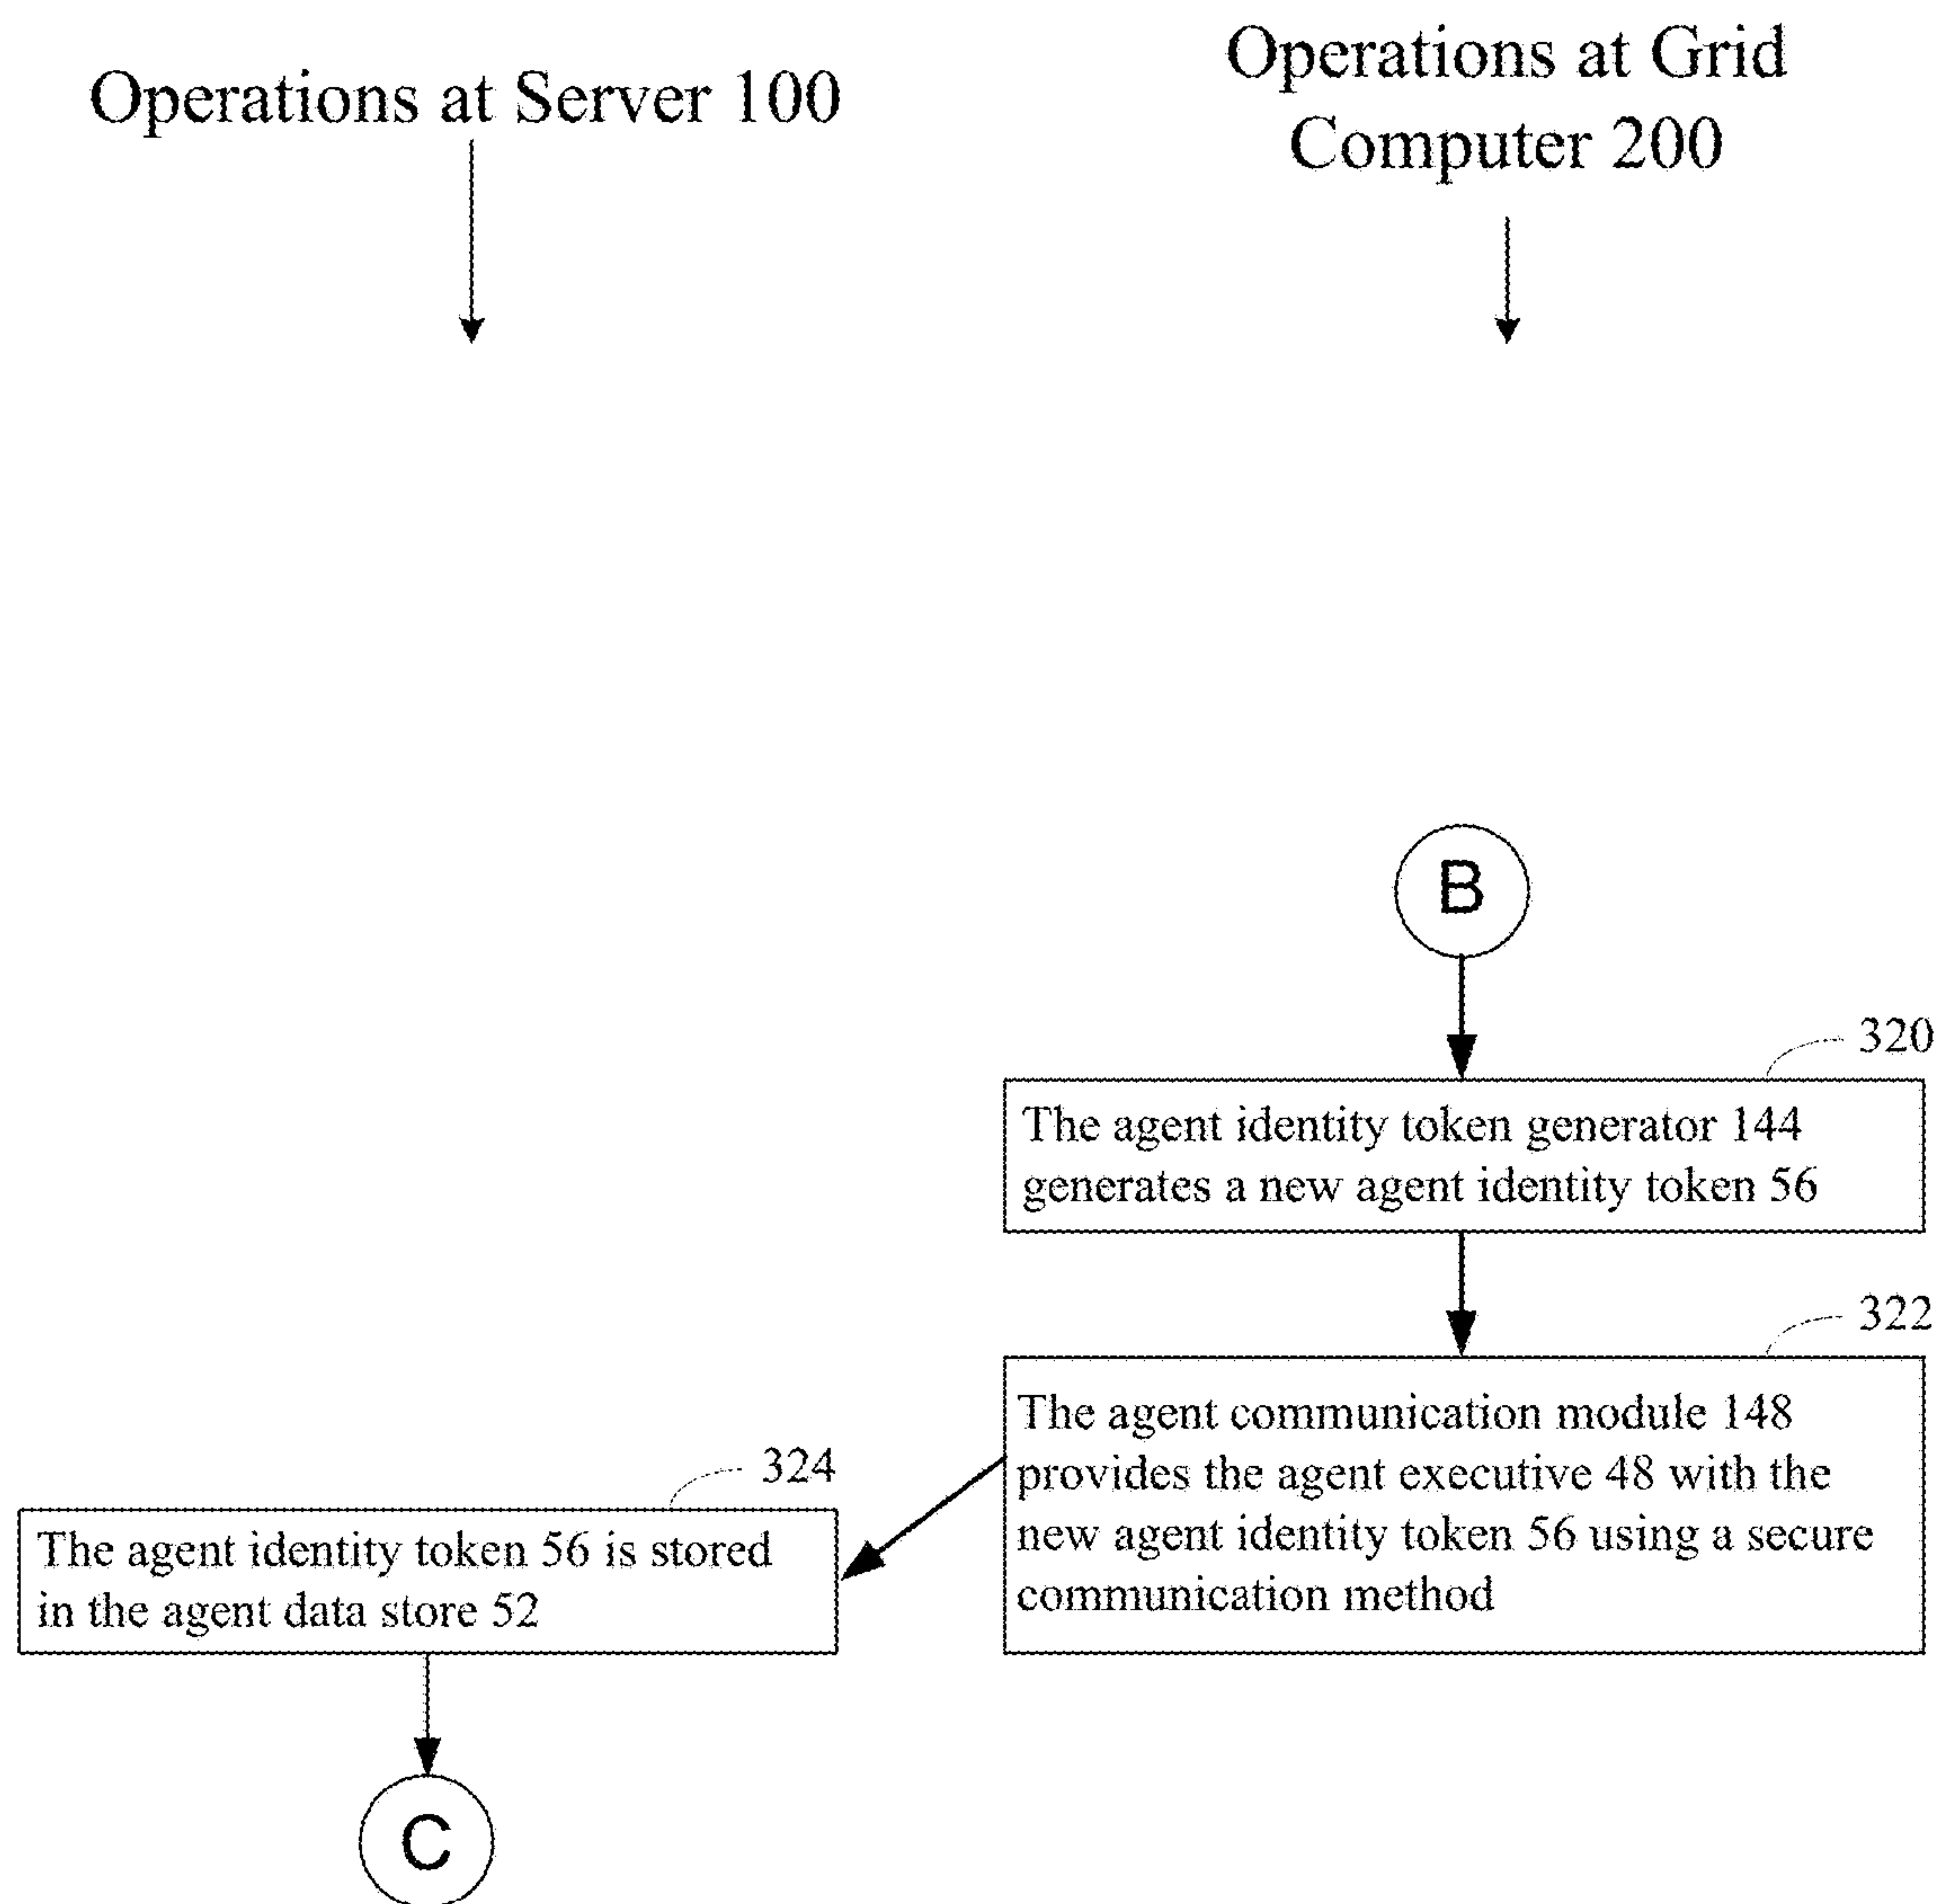 Operations at Server 100
Operations at Grid
Computer 200
B
320
The agent identity token generator 144
generates a new agent identity token 56
322
The agent communication module 148
provides the agent executive 48 with the
new agent identity token 56 using a secure
communication method
324
The agent identity token 56 is stored
in the agent data store 52
C